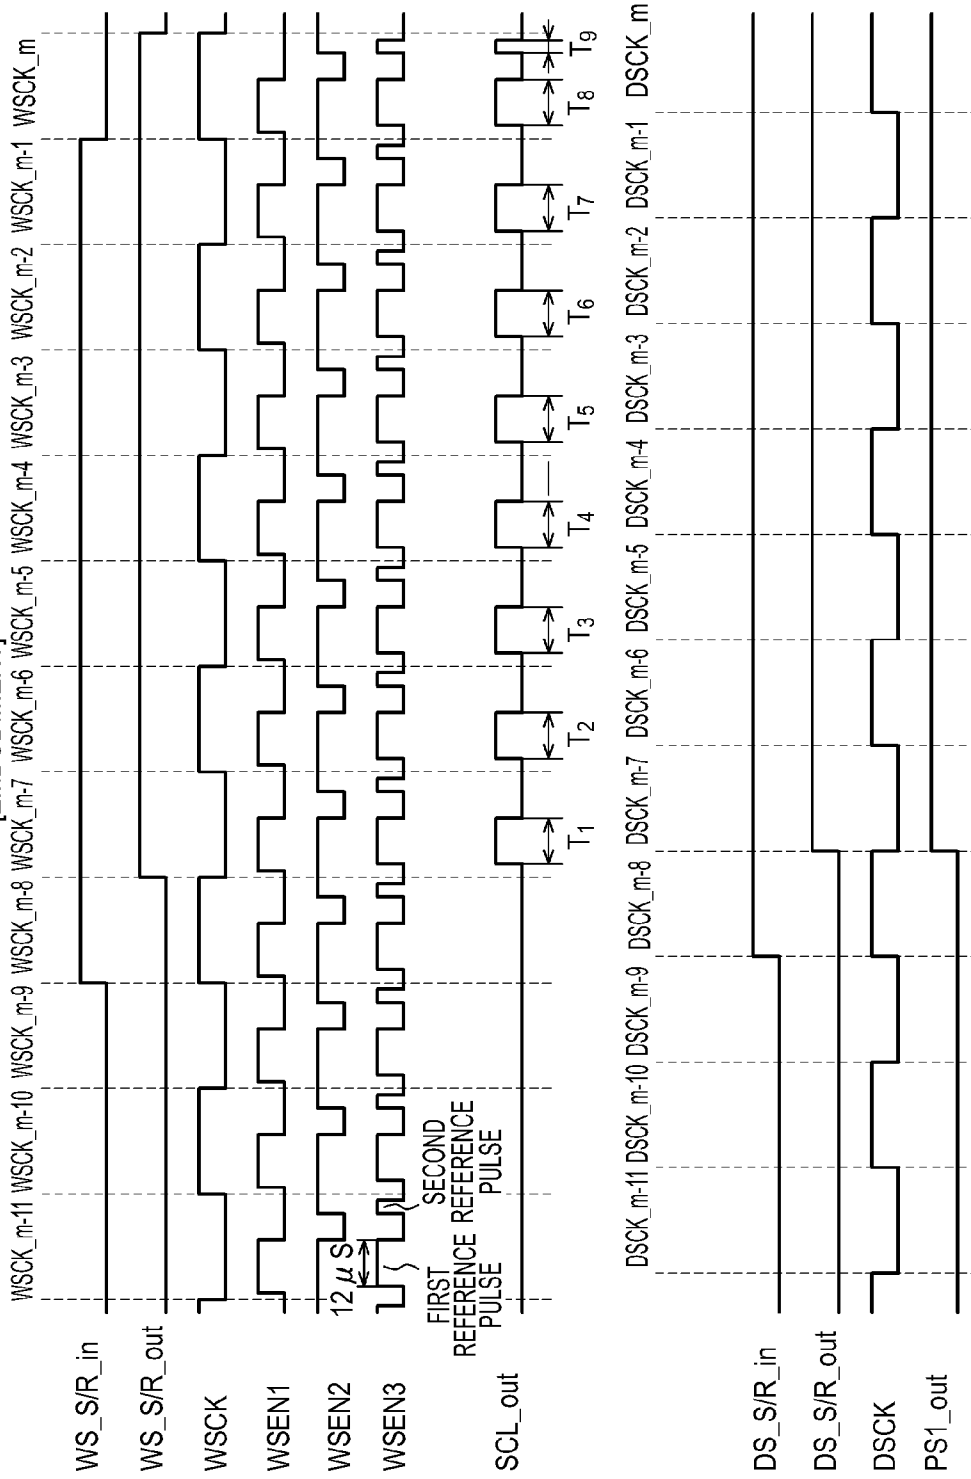 WSCK_m-11 WSCK_m-10 WSCK_m-9 WSCK_m-8 WSCK_m-7 WSCK_m-6 WSCK_m-5 WSCK_m-4 WSCK_m-3 WSCK_m-2 WSCK_m-1 WSCK_m
WS_S/R_in
WS_S/R_out
WSCK
WSEN1
WSEN2
12 μS
WSEN3
FIRST REFERENCE PULSE
SECOND REFERENCE PULSE
SCL_out
T1 T2 T3 T4 T5 T6 T7 T8 T9
DSCK_m-11 DSCK_m-10 DSCK_m-9 DSCK_m-8 DSCK_m-7 DSCK_m-6 DSCK_m-5 DSCK_m-4 DSCK_m-3 DSCK_m-2 DSCK_m-1 DSCK_m
DS_S/R_in
DS_S/R_out
DSCK
PS1_out